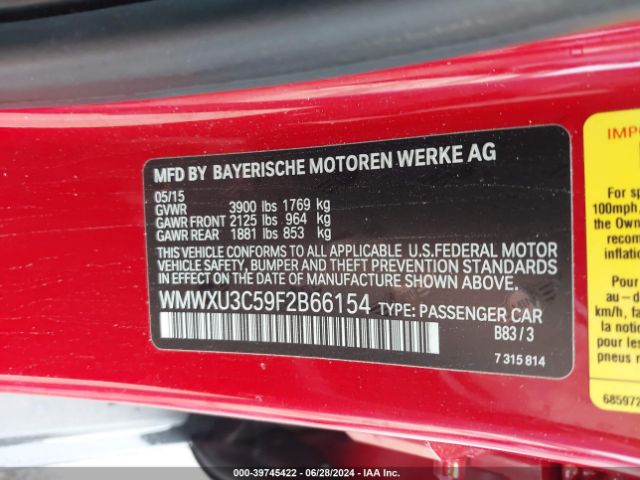 MFD BY BAYERISCHE MOTOREN WERKE AG
05/15
GVWR 3900 lbs 1769 kg
GAWR FRONT 2125 lbs 964 kg
GAWR REAR 1881 lbs 853 kg
THIS VEHICLE CONFORMS TO ALL APPLICABLE U.S.FEDERAL MOTOR
VEHICLE SAFETY, BUMPER AND THEFT PREVENTION STANDARDS
IN EFFECT ON THE DATE OF MANUFACTURE SHOWN ABOVE.
WMWXU3C59F2B66154 TYPE: PASSENGER CAR
B83 / 3
7 315 814
For spe
100mph,
the Own
recom
inflation
Pour
au - de
km/h, fa
la notic
pour les
pneus r
68597
000-39745422 - 06/28/2024 - IAA Inc.